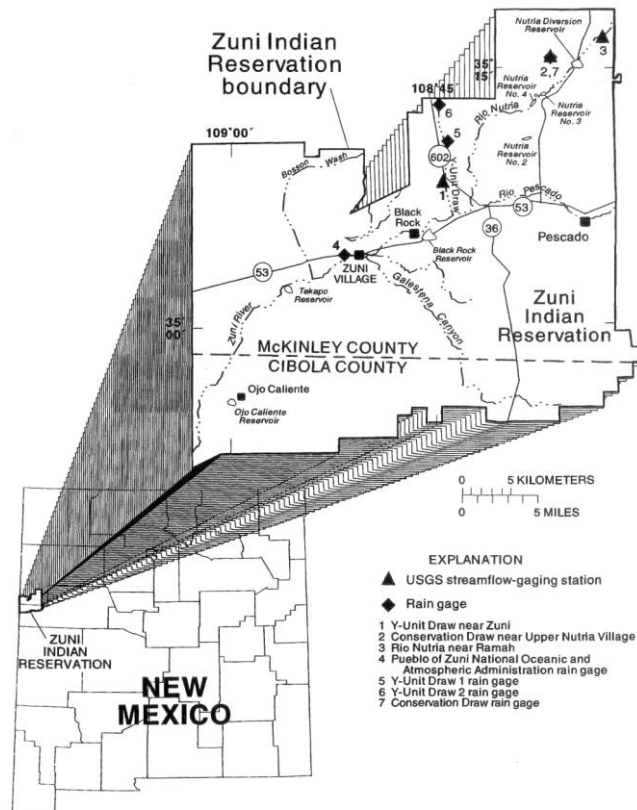 Nutria Diversion
Reservoir
3
Zuni Indian
Reservation
boundary
2,7
35°
15'
Nutria
Reservoir
No. 4
108°45'
109°00'
6
Rio Nutria
Nutria
Reservoir
No. 3
5
Nutria
Reservoir
No. 2
Bosson Wash
602
Y-Unit Draw
1
Rio Pescado
53
Black
Rock
36
Pescado
4
Black Rock
Reservoir
ZUNI
VILLAGE
53
Tekapo
Reservoir
Galestena Canyon
Zuni
Indian
Reservation
Zuni River
35°
00'
McKINLEY COUNTY
CIBOLA COUNTY
Ojo Caliente
Ojo Caliente
Reservoir
0 5 KILOMETERS
0 5 MILES
EXPLANATION
USGS streamflow-gaging station
Rain gage
1 Y-Unit Draw near Zuni
2 Conservation Draw near Upper Nutria Village
3 Rio Nutria near Ramah
4 Pueblo of Zuni National Oceanic and
Atmospheric Administration rain gage
5 Y-Unit Draw 1 rain gage
6 Y-Unit Draw 2 rain gage
7 Conservation Draw rain gage
ZUNI
INDIAN
RESERVATION
NEW
MEXICO